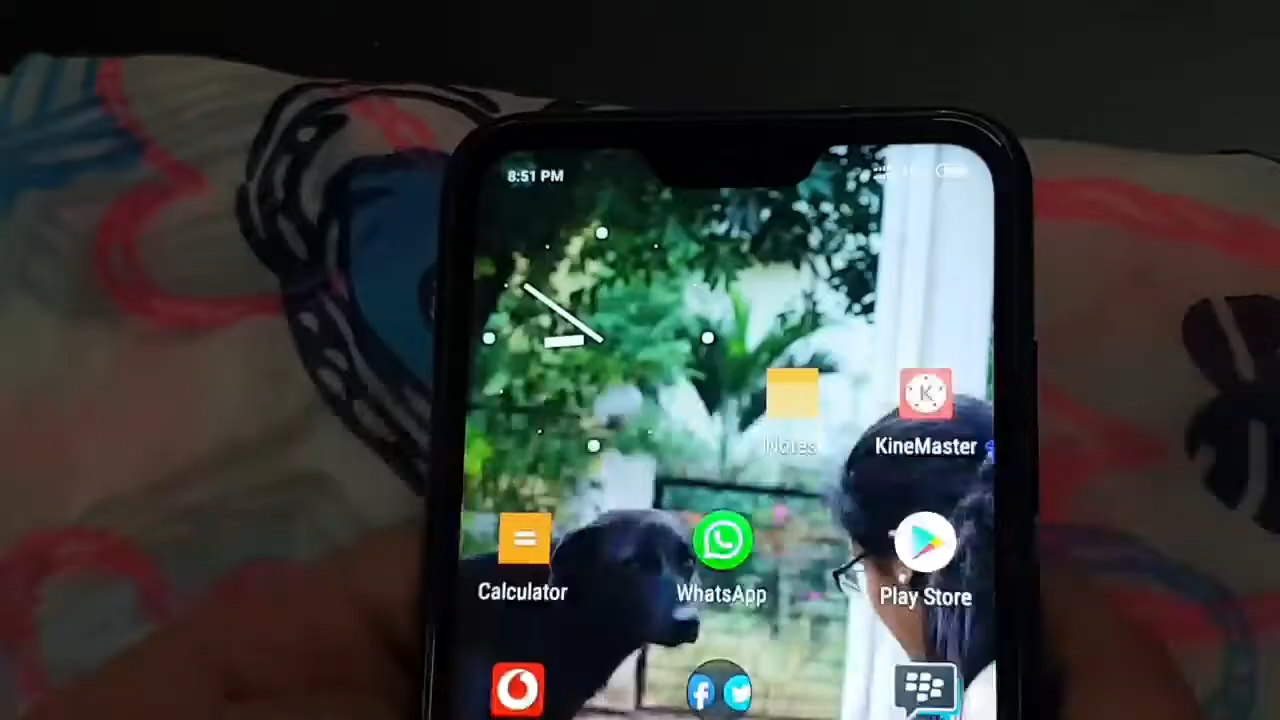 8:51 PM
Notes
KineMaster
K
Calculator
WhatsApp
Play Store